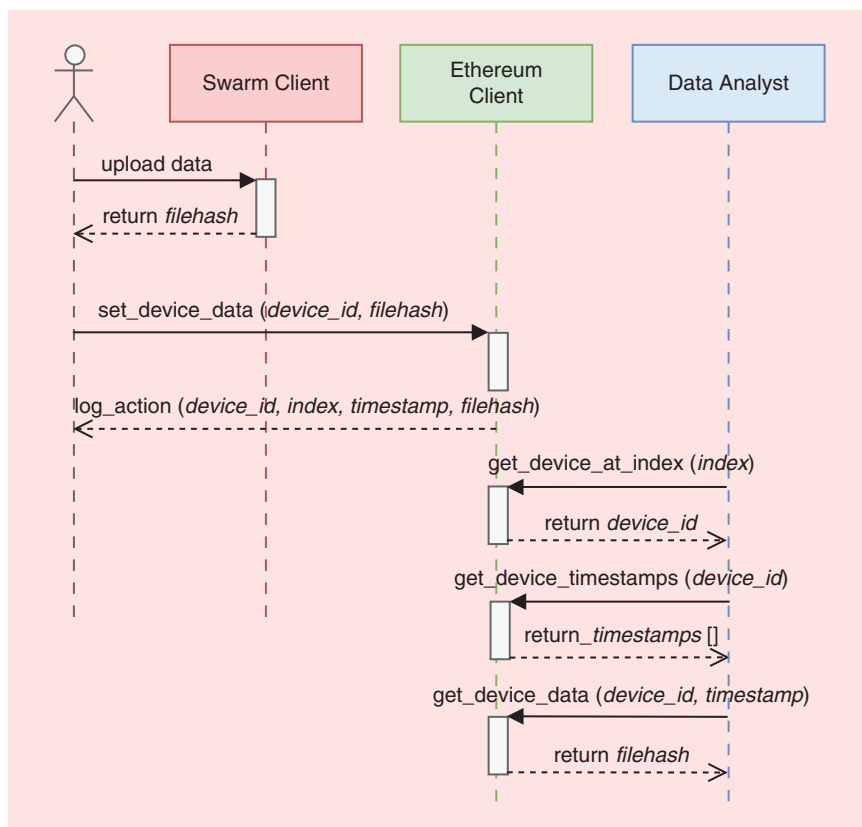 Swarm Client
Ethereum
Client
Data Analyst
upload data
return filehash
set_device_data (device_id, filehash)
log_action (device_id, index, timestamp, filehash)
get_device_at_index (index)
return device_id
get_device_timestamps (device_id)
return_timestamps []
get_device_data (device_id, timestamp)
return filehash